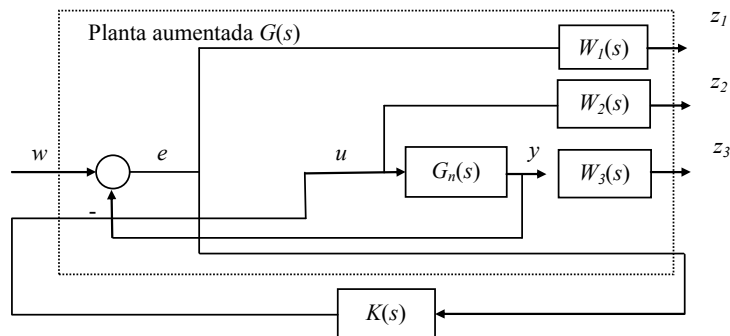 z1
Planta aumentada G(s)
W1(s)
z2
W2(s)
w
e
u
y
z3
Gn(s)
W3(s)
-
K(s)